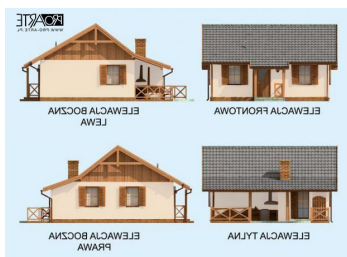 PROARTE
WWW.PRO-ARTE.PL
ELEWACJA BOCZNA
LEWA
ELEWACJA FRONTOWA
ELEWACJA BOCZNA
PRAWA
ELEWACJA TYLNA